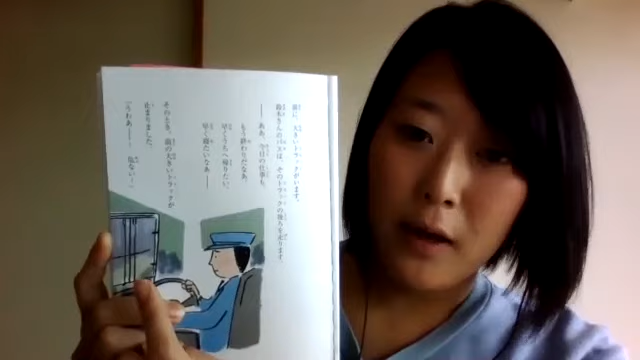 前に、大きいトラックがいます。
鈴木さんのバスは、そのトラックの後ろを走ります。
――ああ、今日の仕事も
もう終わりだなあ。
早くうちへ帰りたい。
早く寝たいなあ――
そのとき、前の大きいトラックが
止まりました。
「うわあ――! 危ない!」